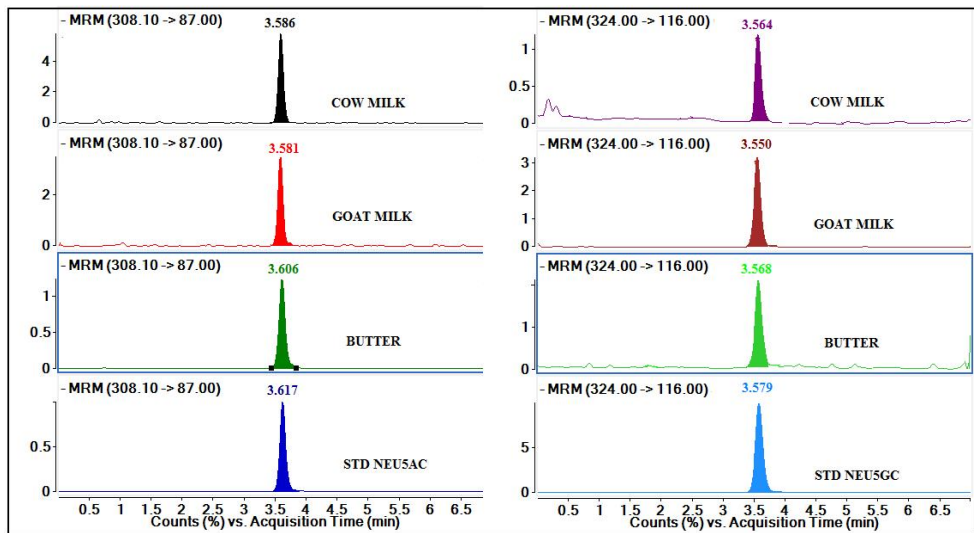 - MRM (308.10 -> 87.00)
3.586
4
2
0
COW MILK
- MRM (308.10 -> 87.00)
3.581
2
0
GOAT MILK
- MRM (308.10 -> 87.00)
3.606
1
0.5
0
BUTTER
- MRM (308.10 -> 87.00)
3.617
0.5
0
STD NEU5AC
0.5 1 1.5 2 2.5 3 3.5 4 4.5 5 5.5 6 6.5
Counts (%) vs. Acquisition Time (min)
- MRM (324.00 -> 116.00)
3.564
1
0.5
0
COW MILK
- MRM (324.00 -> 116.00)
3.550
3
2
1
0
GOAT MILK
- MRM (324.00 -> 116.00)
3.568
1
0
BUTTER
- MRM (324.00 -> 116.00)
3.579
5
0
STD NEU5GC
0.5 1 1.5 2 2.5 3 3.5 4 4.5 5 5.5 6 6.5
Counts (%) vs. Acquisition Time (min)